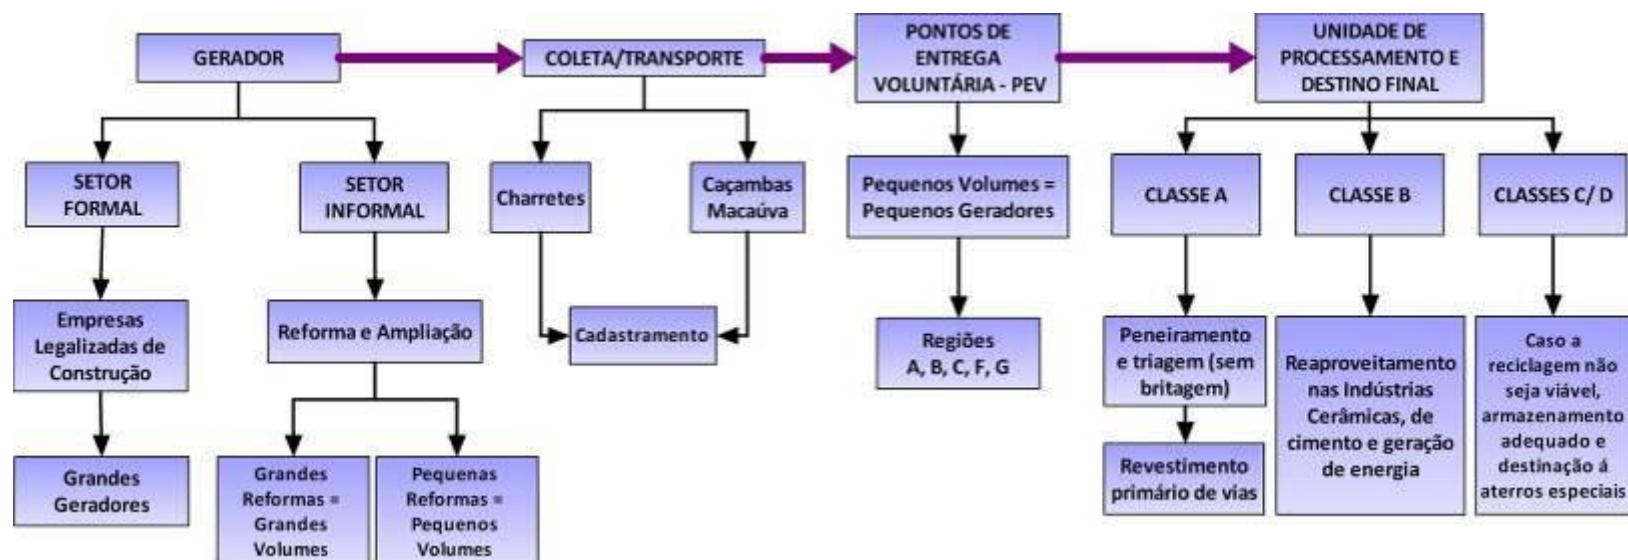 GERADOR
COLETA/TRANSPORTE
PONTOS DE
ENTREGA
VOLUNTÁRIA - PEV
UNIDADE DE
PROCESSAMENTO E
DESTINO FINAL
SETOR
FORMAL
SETOR
INFORMAL
Charretes
Caçambas
Macaúva
Pequenos Volumes =
Pequenos Geradores
CLASSE A
CLASSE B
CLASSES C/ D
Empresas
Legalizadas de
Construção
Reforma e Ampliação
Cadastramento
Regiões
A, B, C, F, G
Peneiramento
e triagem (sem
britagem)
Reaproveitamento
nas Indústrias
Cerâmicas, de
cimento e geração
de energia
Caso a
reciclagem não
seja viável,
armazenamento
adequado e
destinação á
aterros especiais
Grandes
Geradores
Grandes
Reformas =
Grandes
Volumes
Pequenas
Reformas =
Pequenos
Volumes
Revestimento
primário de vias